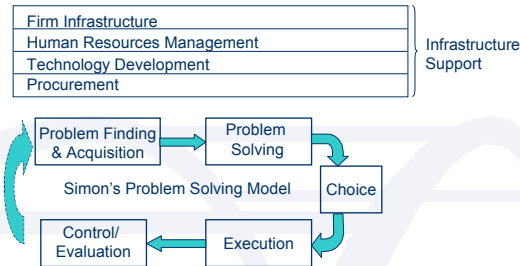 Firm Infrastructure
Human Resources Management
Technology Development
Procurement
Infrastructure
Support
Problem Finding
& Acquisition
Problem
Solving
Simon's Problem Solving Model
Choice
Control/
Evaluation
Execution